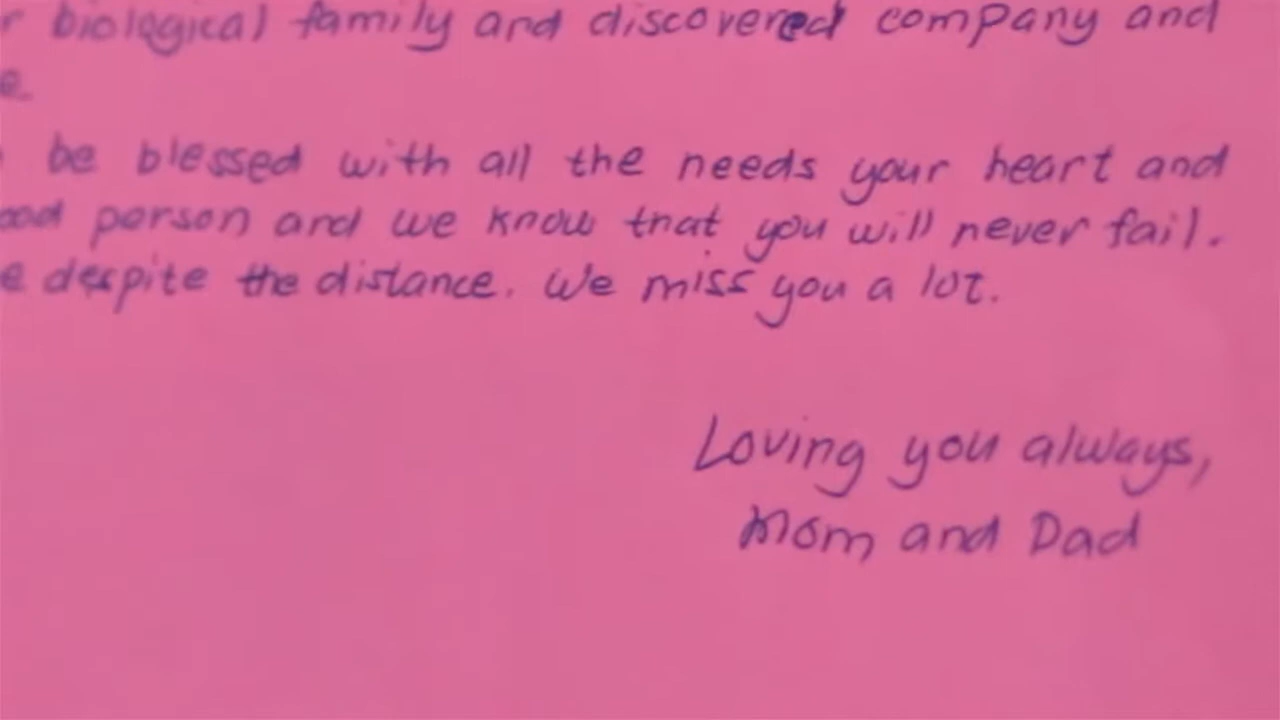 biological family and discovered company and
be blessed with all the needs your heart and
person and we know that you will never fail.
despite the distance. We miss you a lot.
Loving you always,
Mom and Dad